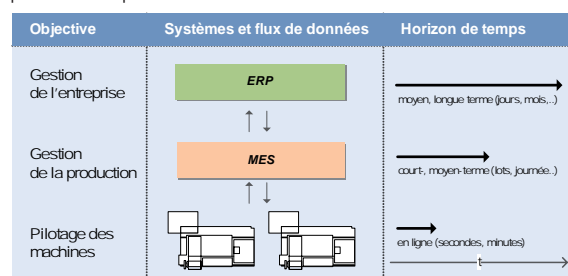 Objective Systèmes et flux de données Horizon de temps
Gestion
de l'entreprise
ERP
moyen, longue terme (jours, mois,..)
Gestion
de la production
MES
court-, moyen-terme (lots, journée..)
Pilotage des
machines
en ligne (secondes, minutes)
t